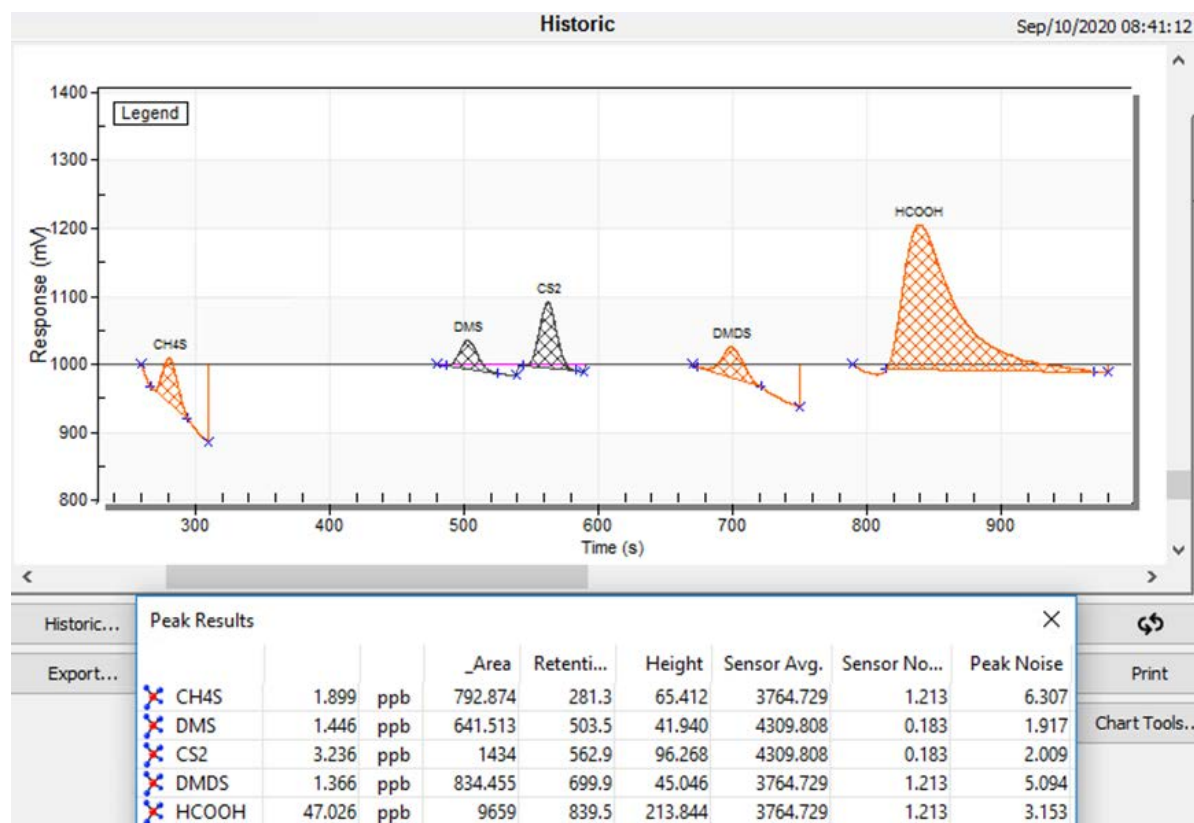 Historic
Sep/10/2020 08:41:12
Legend
1400
1300
1200
1100
1000
900
800
Response (mV)
CH4S
DMS
CS2
DMDS
HCOOH
300 400 500 600 700 800 900
Time (s)
Historic...
Export...
Peak Results
_Area Retenti... Height Sensor Avg. Sensor No... Peak Noise
CH4S 1.899 ppb 792.874 281.3 65.412 3764.729 1.213 6.307
DMS 1.446 ppb 641.513 503.5 41.940 4309.808 0.183 1.917
CS2 3.236 ppb 1434 562.9 96.268 4309.808 0.183 2.009
DMDS 1.366 ppb 834.455 699.9 45.046 3764.729 1.213 5.094
HCOOH 47.026 ppb 9659 839.5 213.844 3764.729 1.213 3.153
Print
Chart Tools..